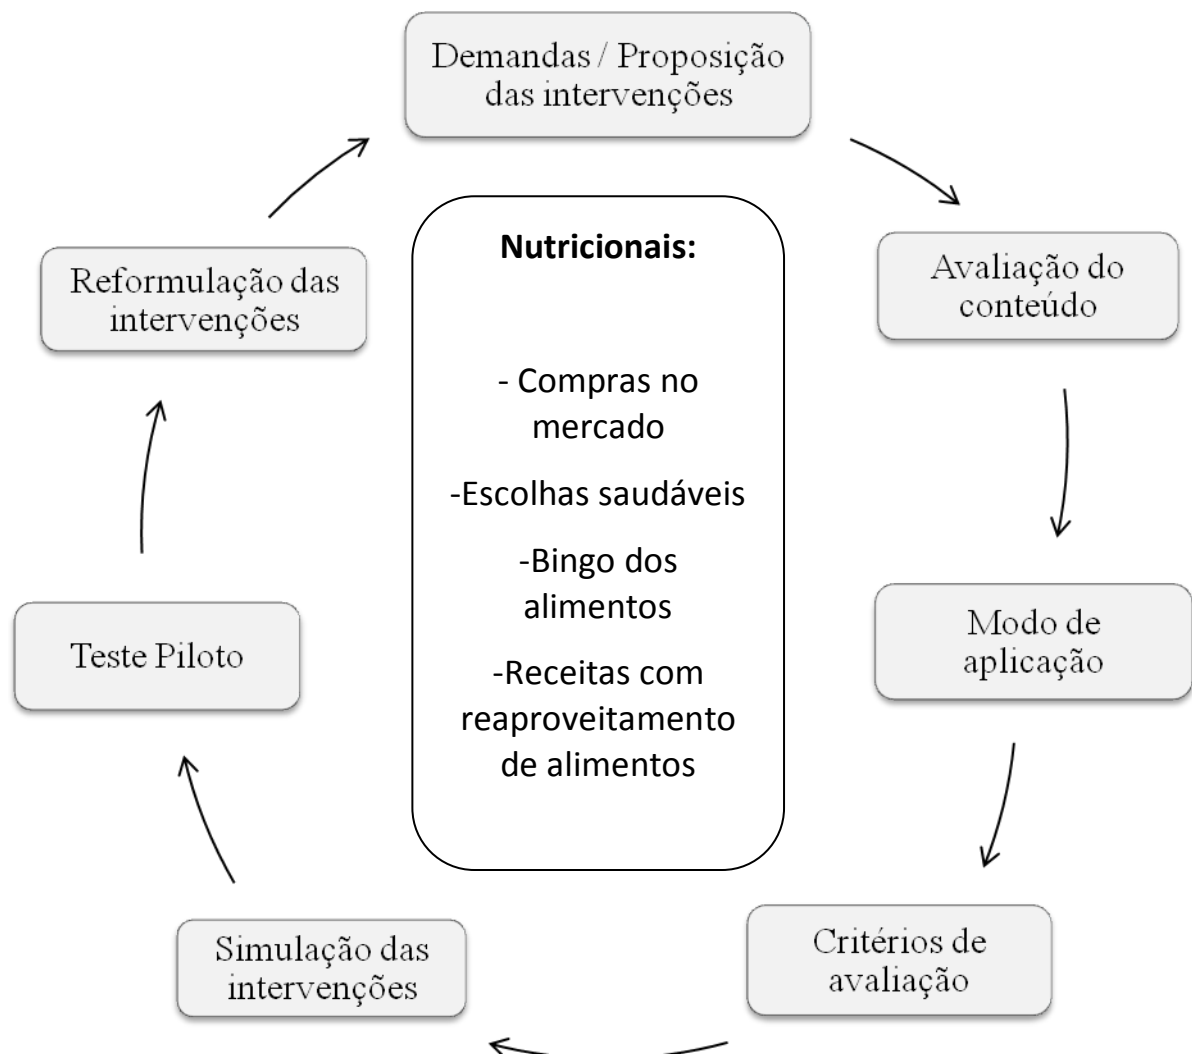 Demandas / Proposição
das intervenções
Avaliação do
conteúdo
Modo de
aplicação
Critérios de
avaliação
Simulação das
intervenções
Teste Piloto
Reformulação das
intervenções
Nutricionais:
- Compras no
mercado
-Escolhas saudáveis
-Bingo dos
alimentos
-Receitas com
reaproveitamento
de alimentos